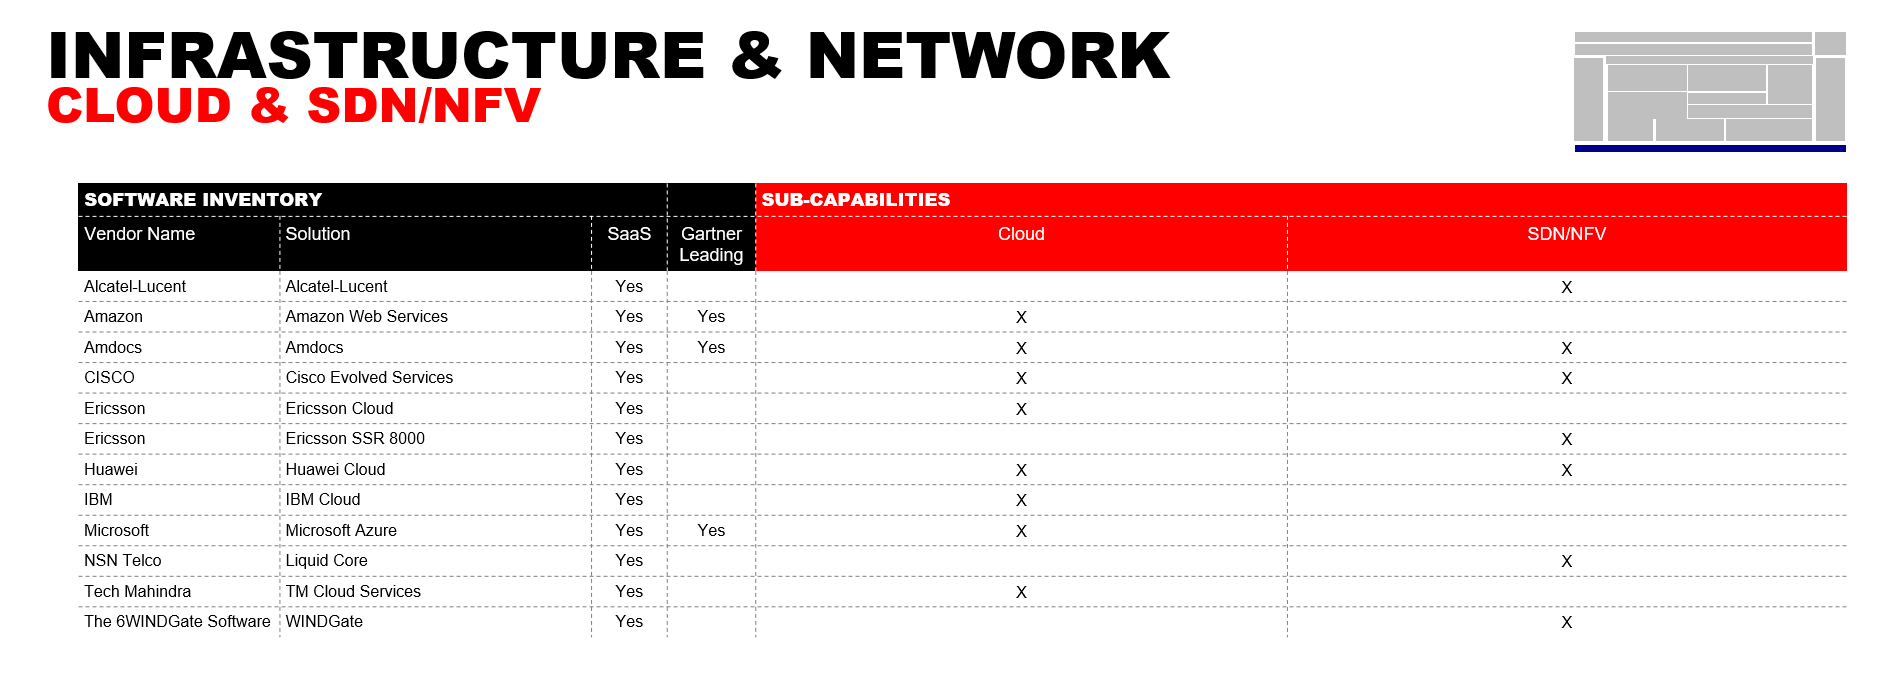 INFRASTRUCTURE & NETWORK
CLOUD & SDN/NFV
SOFTWARE INVENTORY SUB-CAPABILITIES
Vendor Name Solution SaaS Gartner Leading Cloud SDN/NFV
Alcatel-Lucent Alcatel-Lucent Yes X
Amazon Amazon Web Services Yes Yes X
Amdocs Amdocs Yes Yes X X
CISCO Cisco Evolved Services Yes X X
Ericsson Ericsson Cloud Yes X
Ericsson Ericsson SSR 8000 Yes X
Huawei Huawei Cloud Yes X X
IBM IBM Cloud Yes X
Microsoft Microsoft Azure Yes Yes X
NSN Telco Liquid Core Yes X
Tech Mahindra TM Cloud Services Yes X
The 6WINDGate Software WINDGate Yes X